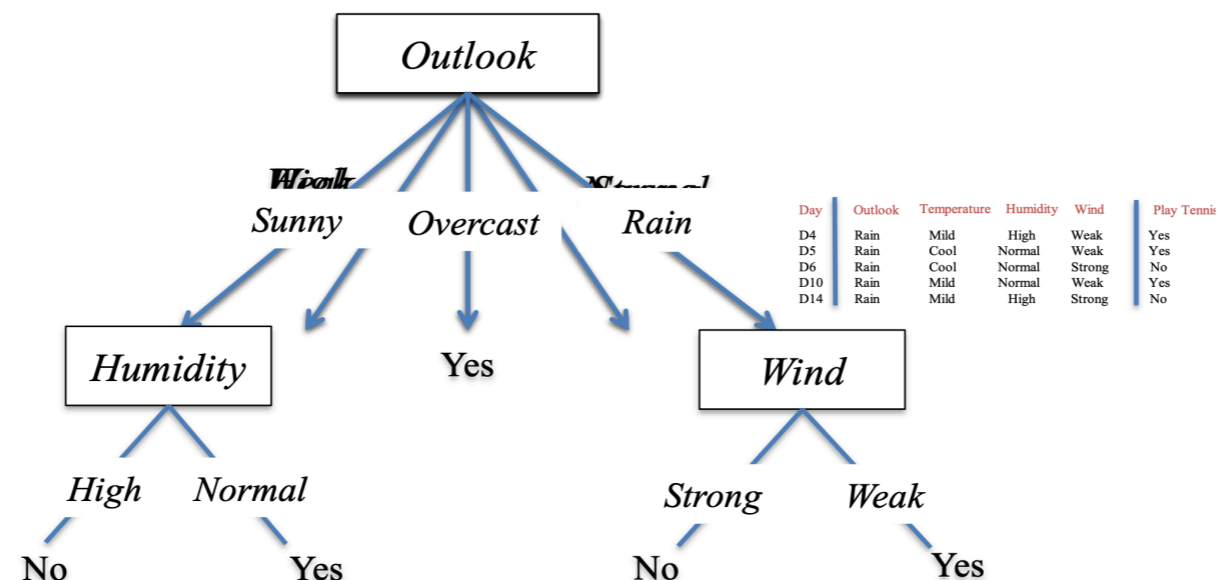 Outlook
Sunny
Overcast
Rain
Day Outlook Temperature Humidity Wind Play Tennis
D4 Rain Mild High Weak Yes
D5 Rain Cool Normal Weak Yes
D6 Rain Cool Normal Strong No
D10 Rain Mild Normal Weak Yes
D14 Rain Mild High Strong No
Humidity
Yes
Wind
High
Normal
Strong
Weak
No
Yes
No
Yes